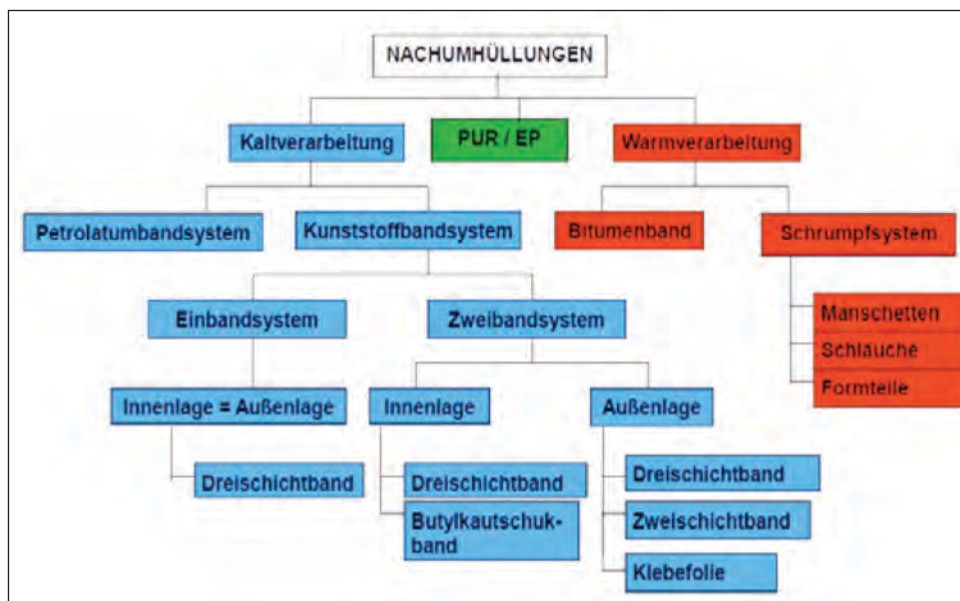 NACHUMHÜLLUNGEN
Kaltverarbeitung
PUR / EP
Warmverarbeitung
Petrolatumbandsystem
Kunststoffbandsystem
Bitumenband
Schrumpfsystem
Einbandsystem
Zweibandsystem
Manschetten
Schläuche
Formteile
Innenlage = Außenlage
Innenlage
Außenlage
Dreischichtband
Dreischichtband
Butylkautschuk-
band
Dreischichtband
Zweischichtband
Klebefolie